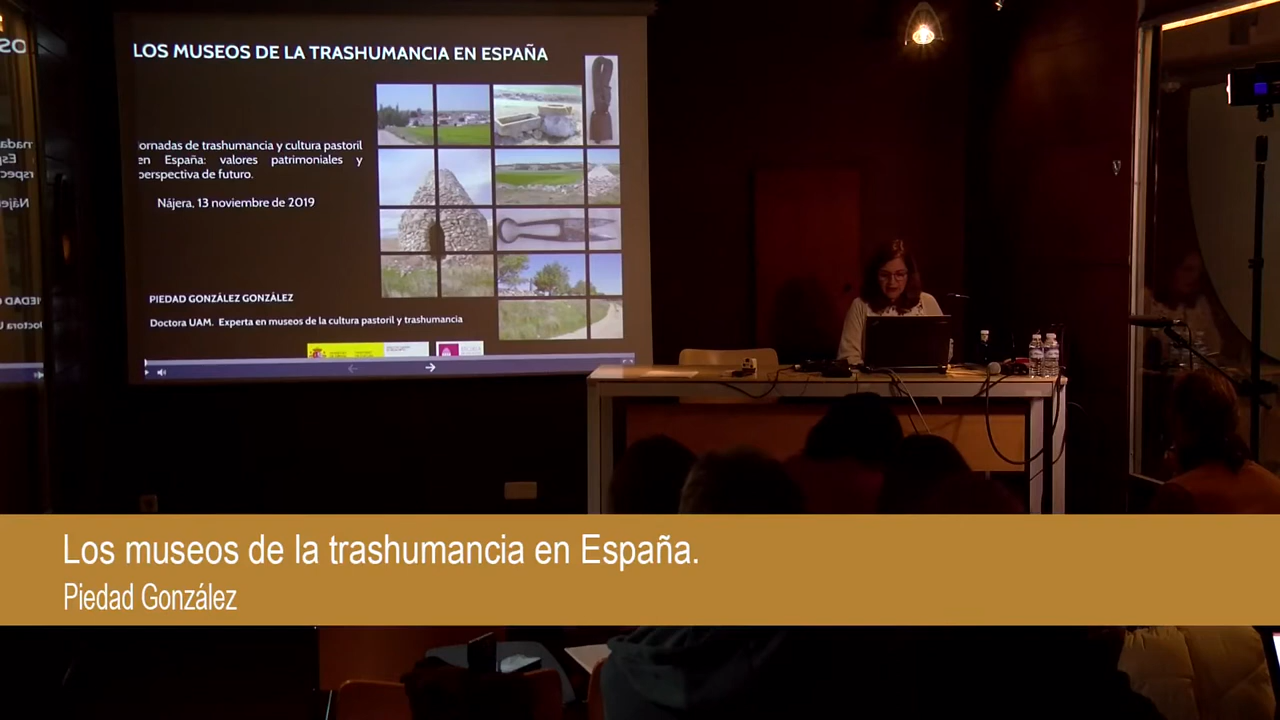 LOS MUSEOS DE LA TRASHUMANCIA EN ESPAÑA
ornadas de trashumancia y cultura pastoril
en España: valores patrimoniales y
perspectiva de futuro.
Nájera, 13 noviembre de 2019
PIEDAD GONZÁLEZ GONZÁLEZ
Doctora UAM. Experta en museos de la cultura pastoril y trashumancia
Los museos de la trashumancia en España.
Piedad González